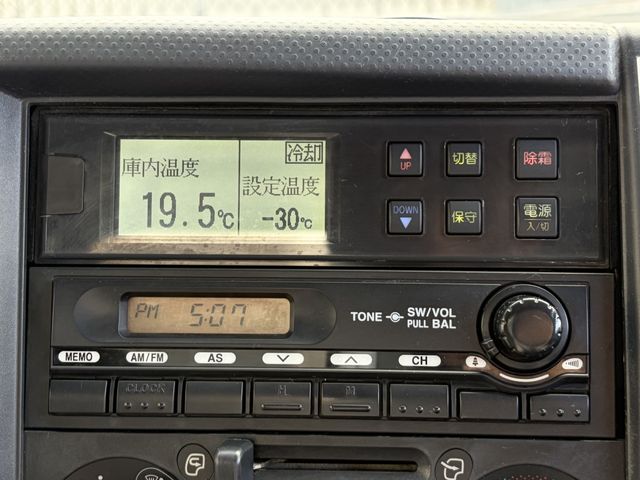 冷却
庫内温度
19.5℃
設定温度
-30℃
UP
切替
除霜
DOWN
保守
電源
入/切
PM 5:07
TONE
SW/VOL
PULL BAL
MEMO
AM/FM
AS
CH
CLOCK
H
M